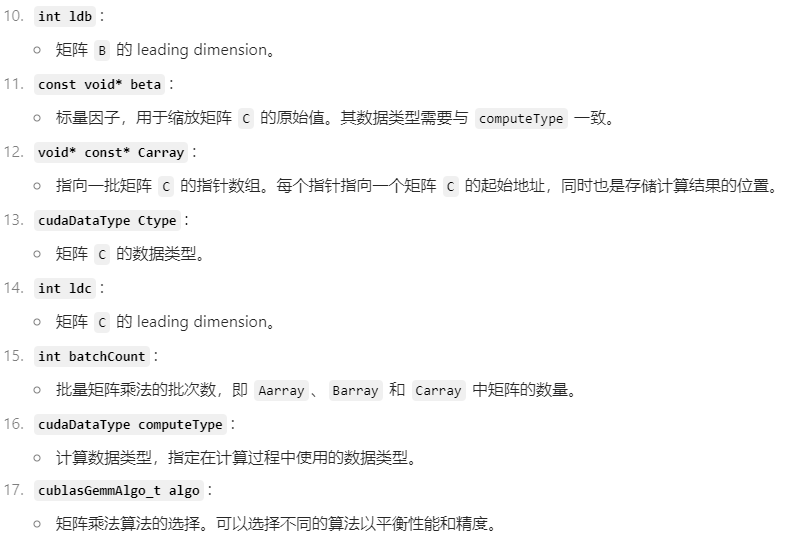 10. int ldb：
矩阵 B 的 leading dimension。
11. const void* beta：
标量因子，用于缩放矩阵 C 的原始值。其数据类型需要与 computeType 一致。
12. void* const* Carray：
指向一批矩阵 C 的指针数组。每个指针指向一个矩阵 C 的起始地址，同时也是存储计算结果的位置。
13. cudaDataType Ctype：
矩阵 C 的数据类型。
14. int ldc：
矩阵 C 的 leading dimension。
15. int batchCount：
批量矩阵乘法的批次数，即 Aarray、Barray 和 Carray 中矩阵的数量。
16. cudaDataType computeType：
计算数据类型，指定在计算过程中使用的数据类型。
17. cublasGemmAlgo_t algo：
矩阵乘法算法的选择。可以选择不同的算法以平衡性能和精度。